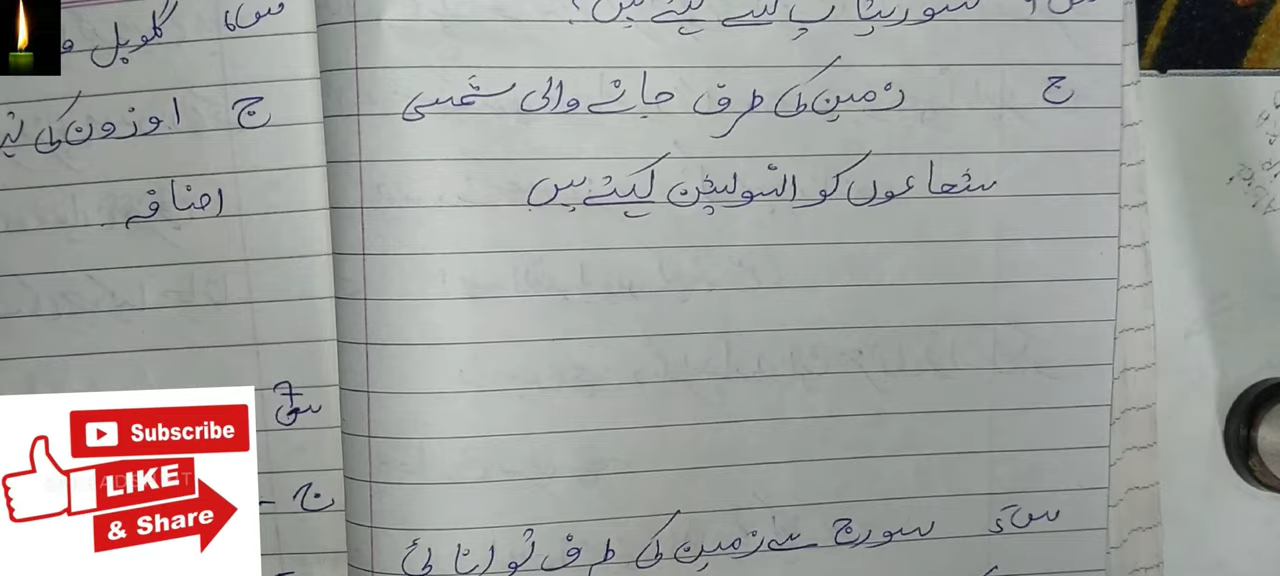 ج زمین کی طرف جانے والی شمسی
شعاعوں کو انسولیشن کہتے ہیں
سورج سے زمین کی طرف توانائی
گلوبل و
ج اوزون کی
اضافہ
ج -
Subscribe
LIKE
& Share